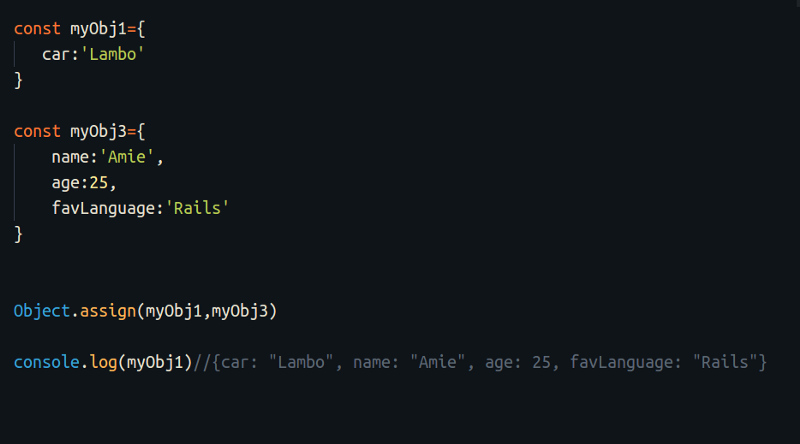 const myObj1={
car:'Lambo'
}
const myObj3={
name:'Amie',
age:25,
favLanguage:'Rails'
}
Object.assign(myObj1,myObj3)
console.log(myObj1)//{car: "Lambo", name: "Amie", age: 25, favLanguage: "Rails"}